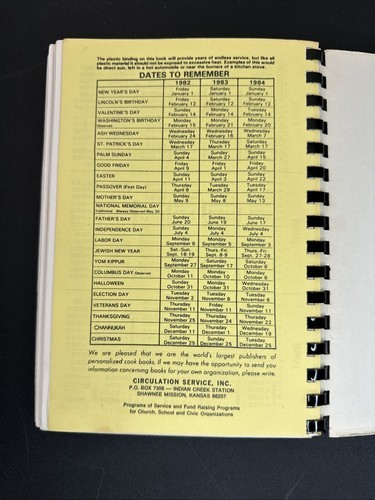 The plastic binding on this book will provide years of endless service, but like all
plastic material it should not be exposed to excessive heat. Examples of this would
be direct sun, left in a hot automobile or near the burners of a kitchen stove.
DATES TO REMEMBER
1982 1983 1984
NEW YEAR'S DAY Friday January 1 Saturday January 1 Sunday January 1
LINCOLN'S BIRTHDAY Friday February 12 Saturday February 12 Sunday February 12
VALENTINE'S DAY Sunday February 14 Monday February 14 Tuesday February 14
WASHINGTON'S BIRTHDAY Observed Monday February 15 Monday February 21 Monday February 20
ASH WEDNESDAY Wednesday February 24 Wednesday February 16 Wednesday March 7
ST. PATRICK'S DAY Wednesday March 17 Thursday March 17 Saturday March 17
PALM SUNDAY Sunday April 4 Sunday March 27 Sunday April 15
GOOD FRIDAY Friday April 9 Friday April 1 Friday April 20
EASTER Sunday April 11 Sunday April 3 Sunday April 22
PASSOVER (First Day) Thursday April 8 Tuesday March 29 Tuesday April 17
MOTHER'S DAY Sunday May 9 Sunday May 8 Sunday May 13
NATIONAL MEMORIAL DAY
Traditional Always Observed May 30
FATHER'S DAY Sunday June 20 Sunday June 19 Sunday June 17
INDEPENDENCE DAY Sunday July 4 Monday July 4 Wednesday July 4
LABOR DAY Monday September 6 Monday September 5 Monday September 3
JEWISH NEW YEAR Sat.-Sun. Sept. 18-19 Thurs.-Fri. Sept. 8-9 Thurs.-Fri. Sept. 27-28
YOM KIPPUR Monday September 27 Saturday September 17 Saturday October 6
COLUMBUS DAY Observed Monday October 11 Monday October 10 Monday October 8
HALLOWEEN Sunday October 31 Monday October 31 Wednesday October 31
ELECTION DAY Tuesday November 2 Tuesday November 8 Tuesday November 6
VETERANS DAY Thursday November 11 Friday November 11 Sunday November 11
THANKSGIVING Thursday November 25 Thursday November 24 Thursday November 22
CHANNUKAH Saturday December 11 Thursday December 1 Wednesday December 19
CHRISTMAS Saturday December 25 Sunday December 25 Tuesday December 25
We are pleased that we are the world's largest publishers of
personalized cook books. If we may have the opportunity to send you
information concerning books for your own organization, please write.
CIRCULATION SERVICE, INC.
P.O. BOX 7306 — INDIAN CREEK STATION
SHAWNEE MISSION, KANSAS 66207
Programs of Service and Fund Raising Programs
for Church, School and Civic Organizations